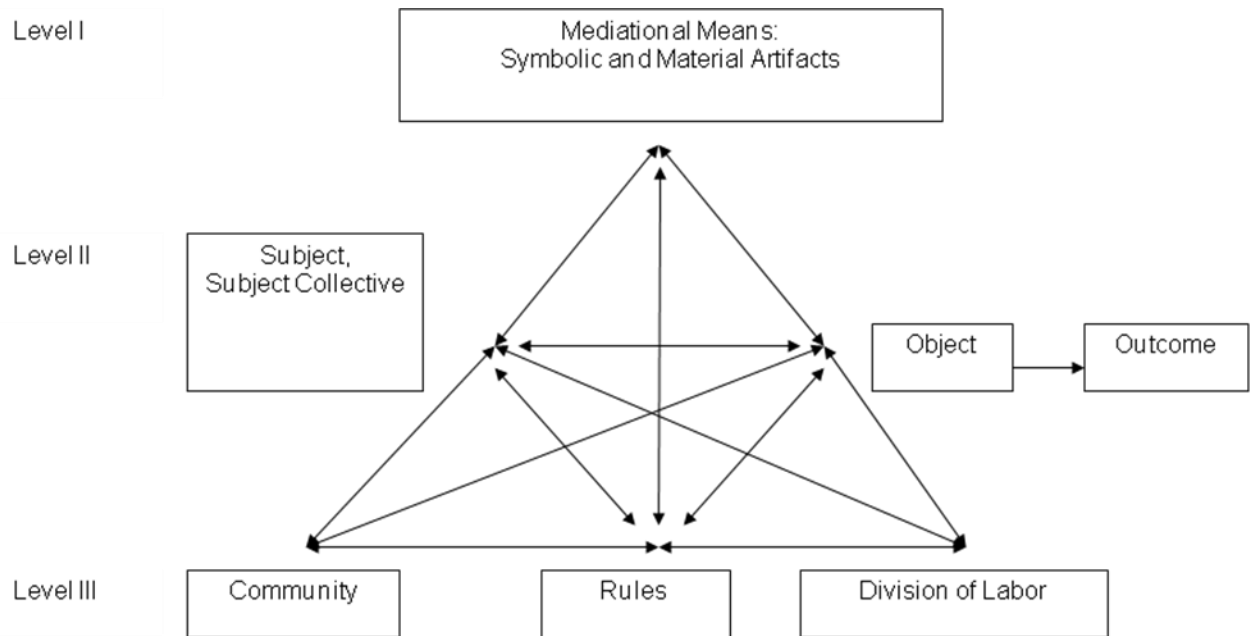 Level I
Mediational Means:
Symbolic and Material Artifacts
Level II
Subject,
Subject Collective
Object
Outcome
Level III
Community
Rules
Division of Labor